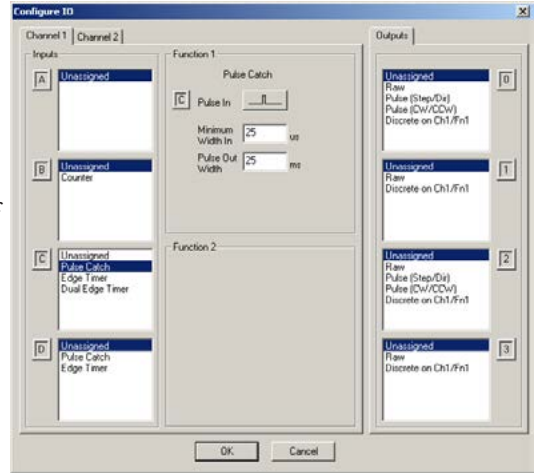 Configure IO
Channel 1 Channel 2
Inputs
A
Unassigned
B
Unassigned
Counter
C
Unassigned
Pulse Catch
Edge Timer
Dual Edge Timer
D
Unassigned
Pulse Catch
Edge Timer
Function 1
Pulse Catch
C Pulse In
Minimum
Width In 25 us
Pulse Out
Width 25 ms
Function 2
Outputs
Unassigned
Raw
Pulse (Step/Dir)
Pulse (CW/CCW)
Discrete on Ch1/Fn1
0
Unassigned
Raw
Discrete on Ch1/Fn1
1
Unassigned
Raw
Pulse (Step/Dir)
Pulse (CW/CCW)
Discrete on Ch1/Fn1
2
Unassigned
Raw
Discrete on Ch1/Fn1
3
OK Cancel